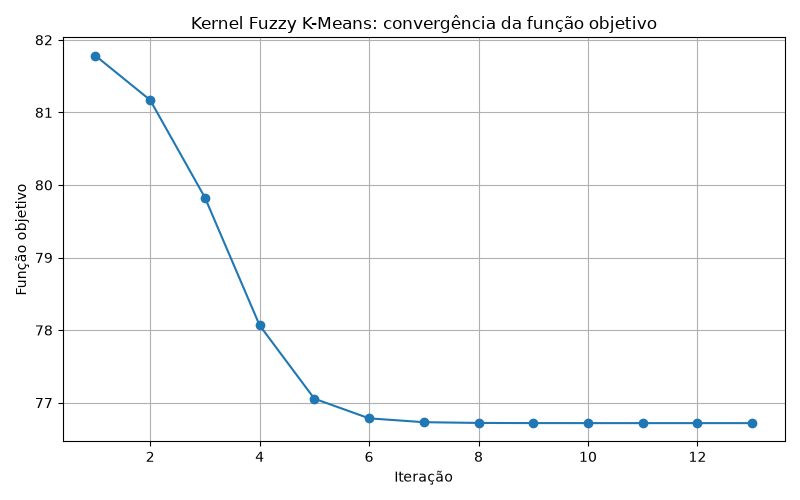 Kernel Fuzzy K-Means: convergência da função objetivo
82
81
80
79
78
77
Função objetivo
2 4 6 8 10 12
Iteração